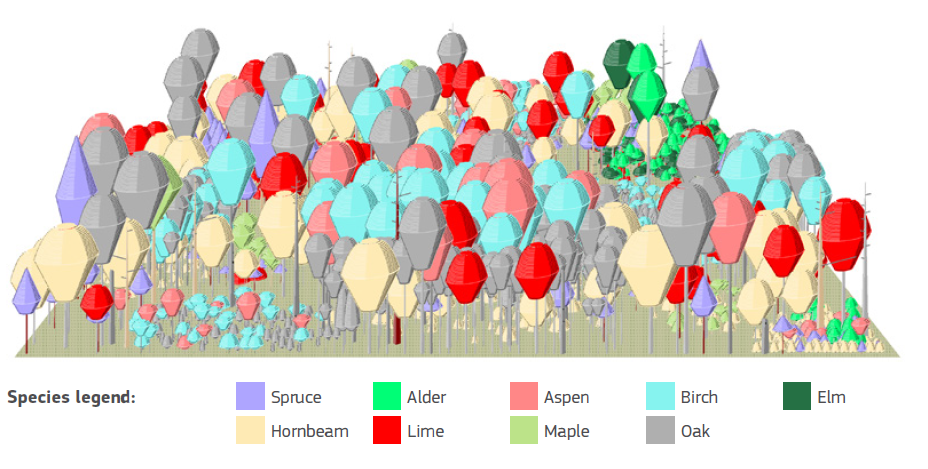 Species legend: Spruce Alder Aspen Birch Elm
Hornbeam Lime Maple Oak